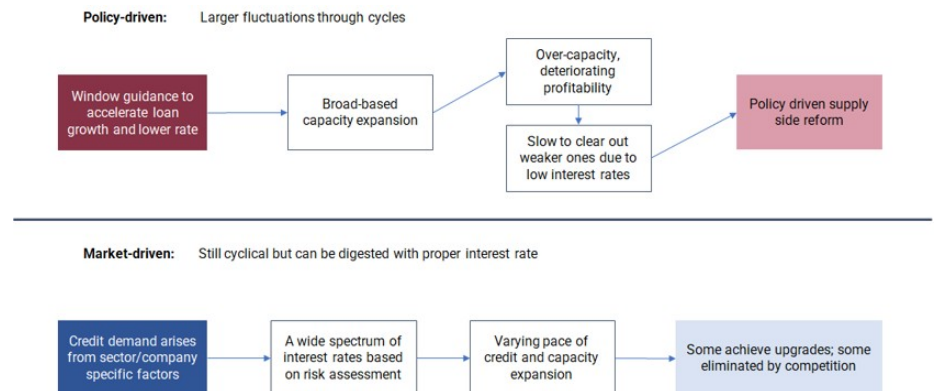 Policy-driven: Larger fluctuations through cycles
Window guidance to
accelerate loan
growth and lower rate
Broad-based
capacity expansion
Over-capacity,
deteriorating
profitability
Slow to clear out
weaker ones due to
low interest rates
Policy driven supply
side reform
Market-driven: Still cyclical but can be digested with proper interest rate
Credit demand arises
from sector/company
specific factors
A wide spectrum of
interest rates based
on risk assessment
Varying pace of
credit and capacity
expansion
Some achieve upgrades; some
eliminated by competition